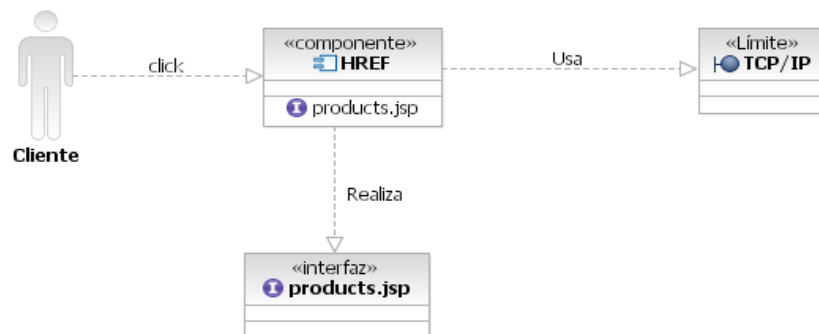 «componente»
HREF
products.jsp
click
Usa
«Límite»
TCP/IP
Cliente
Realiza
«interfaz»
products.jsp